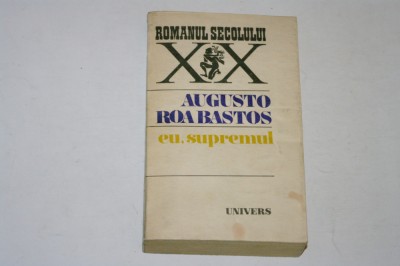 ROMANUL SECOLULUI
XX
AUGUSTO
ROA BASTOS
eu, supremul
UNIVERS